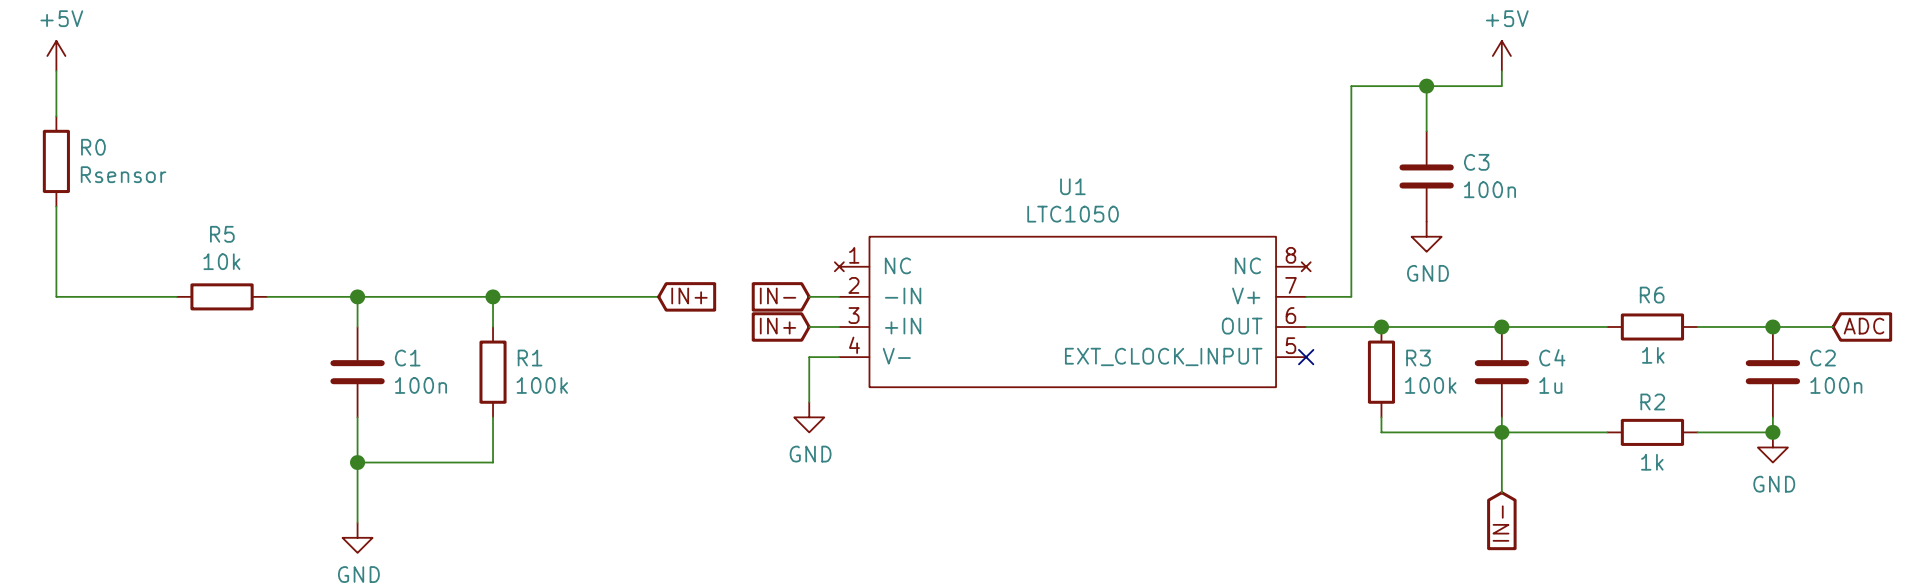 +5V
R0
Rsensor
R5
10k
C1
100n
R1
100k
GND
IN+
IN-
IN+
GND
U1
LTC1050
1
2
3
4
NC
-IN
+IN
V-
NC
V+
OUT
EXT_CLOCK_INPUT
8
7
6
5
+5V
C3
100n
GND
R3
100k
C4
1u
R6
1k
R2
1k
C2
100n
ADC
GND
IN-